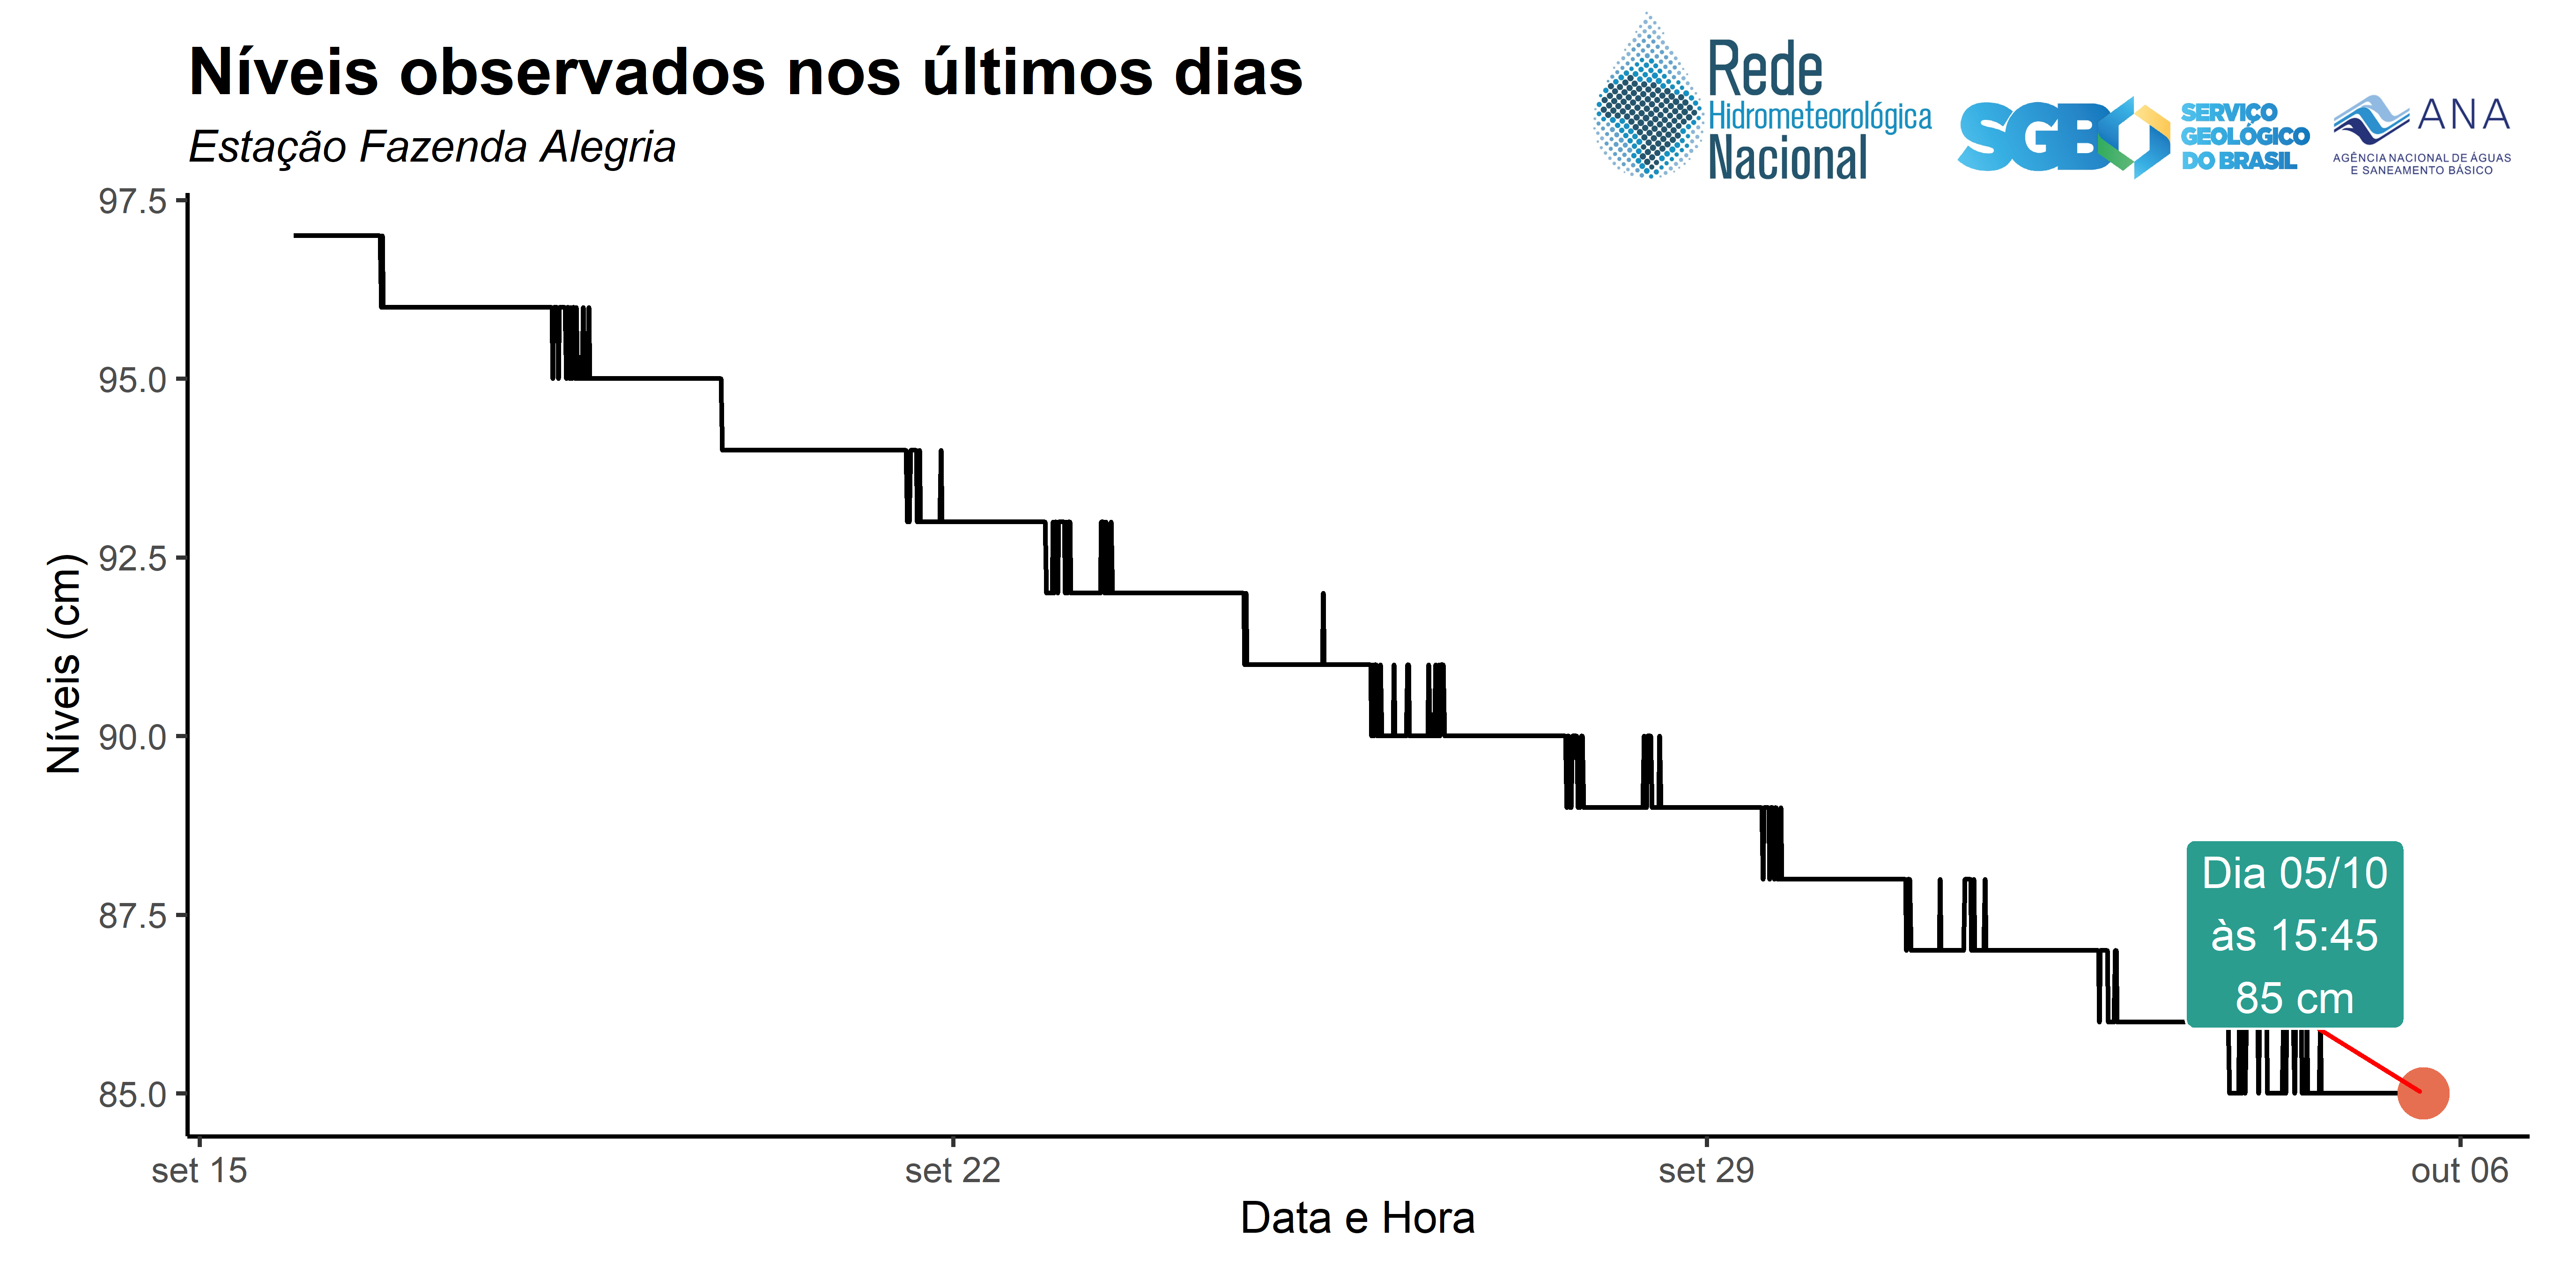 Níveis observados nos últimos dias
Estação Fazenda Alegria
Rede
Hidrometeorológica
Nacional
SGB
SERVIÇO
GEOLÓGICO
DO BRASIL
ANA
AGÊNCIA NACIONAL DE ÁGUAS
E SANEAMENTO BÁSICO
Níveis (cm)
97.5
95.0
92.5
90.0
87.5
85.0
Dia 05/10
às 15:45
85 cm
set 15
set 22
set 29
out 06
Data e Hora